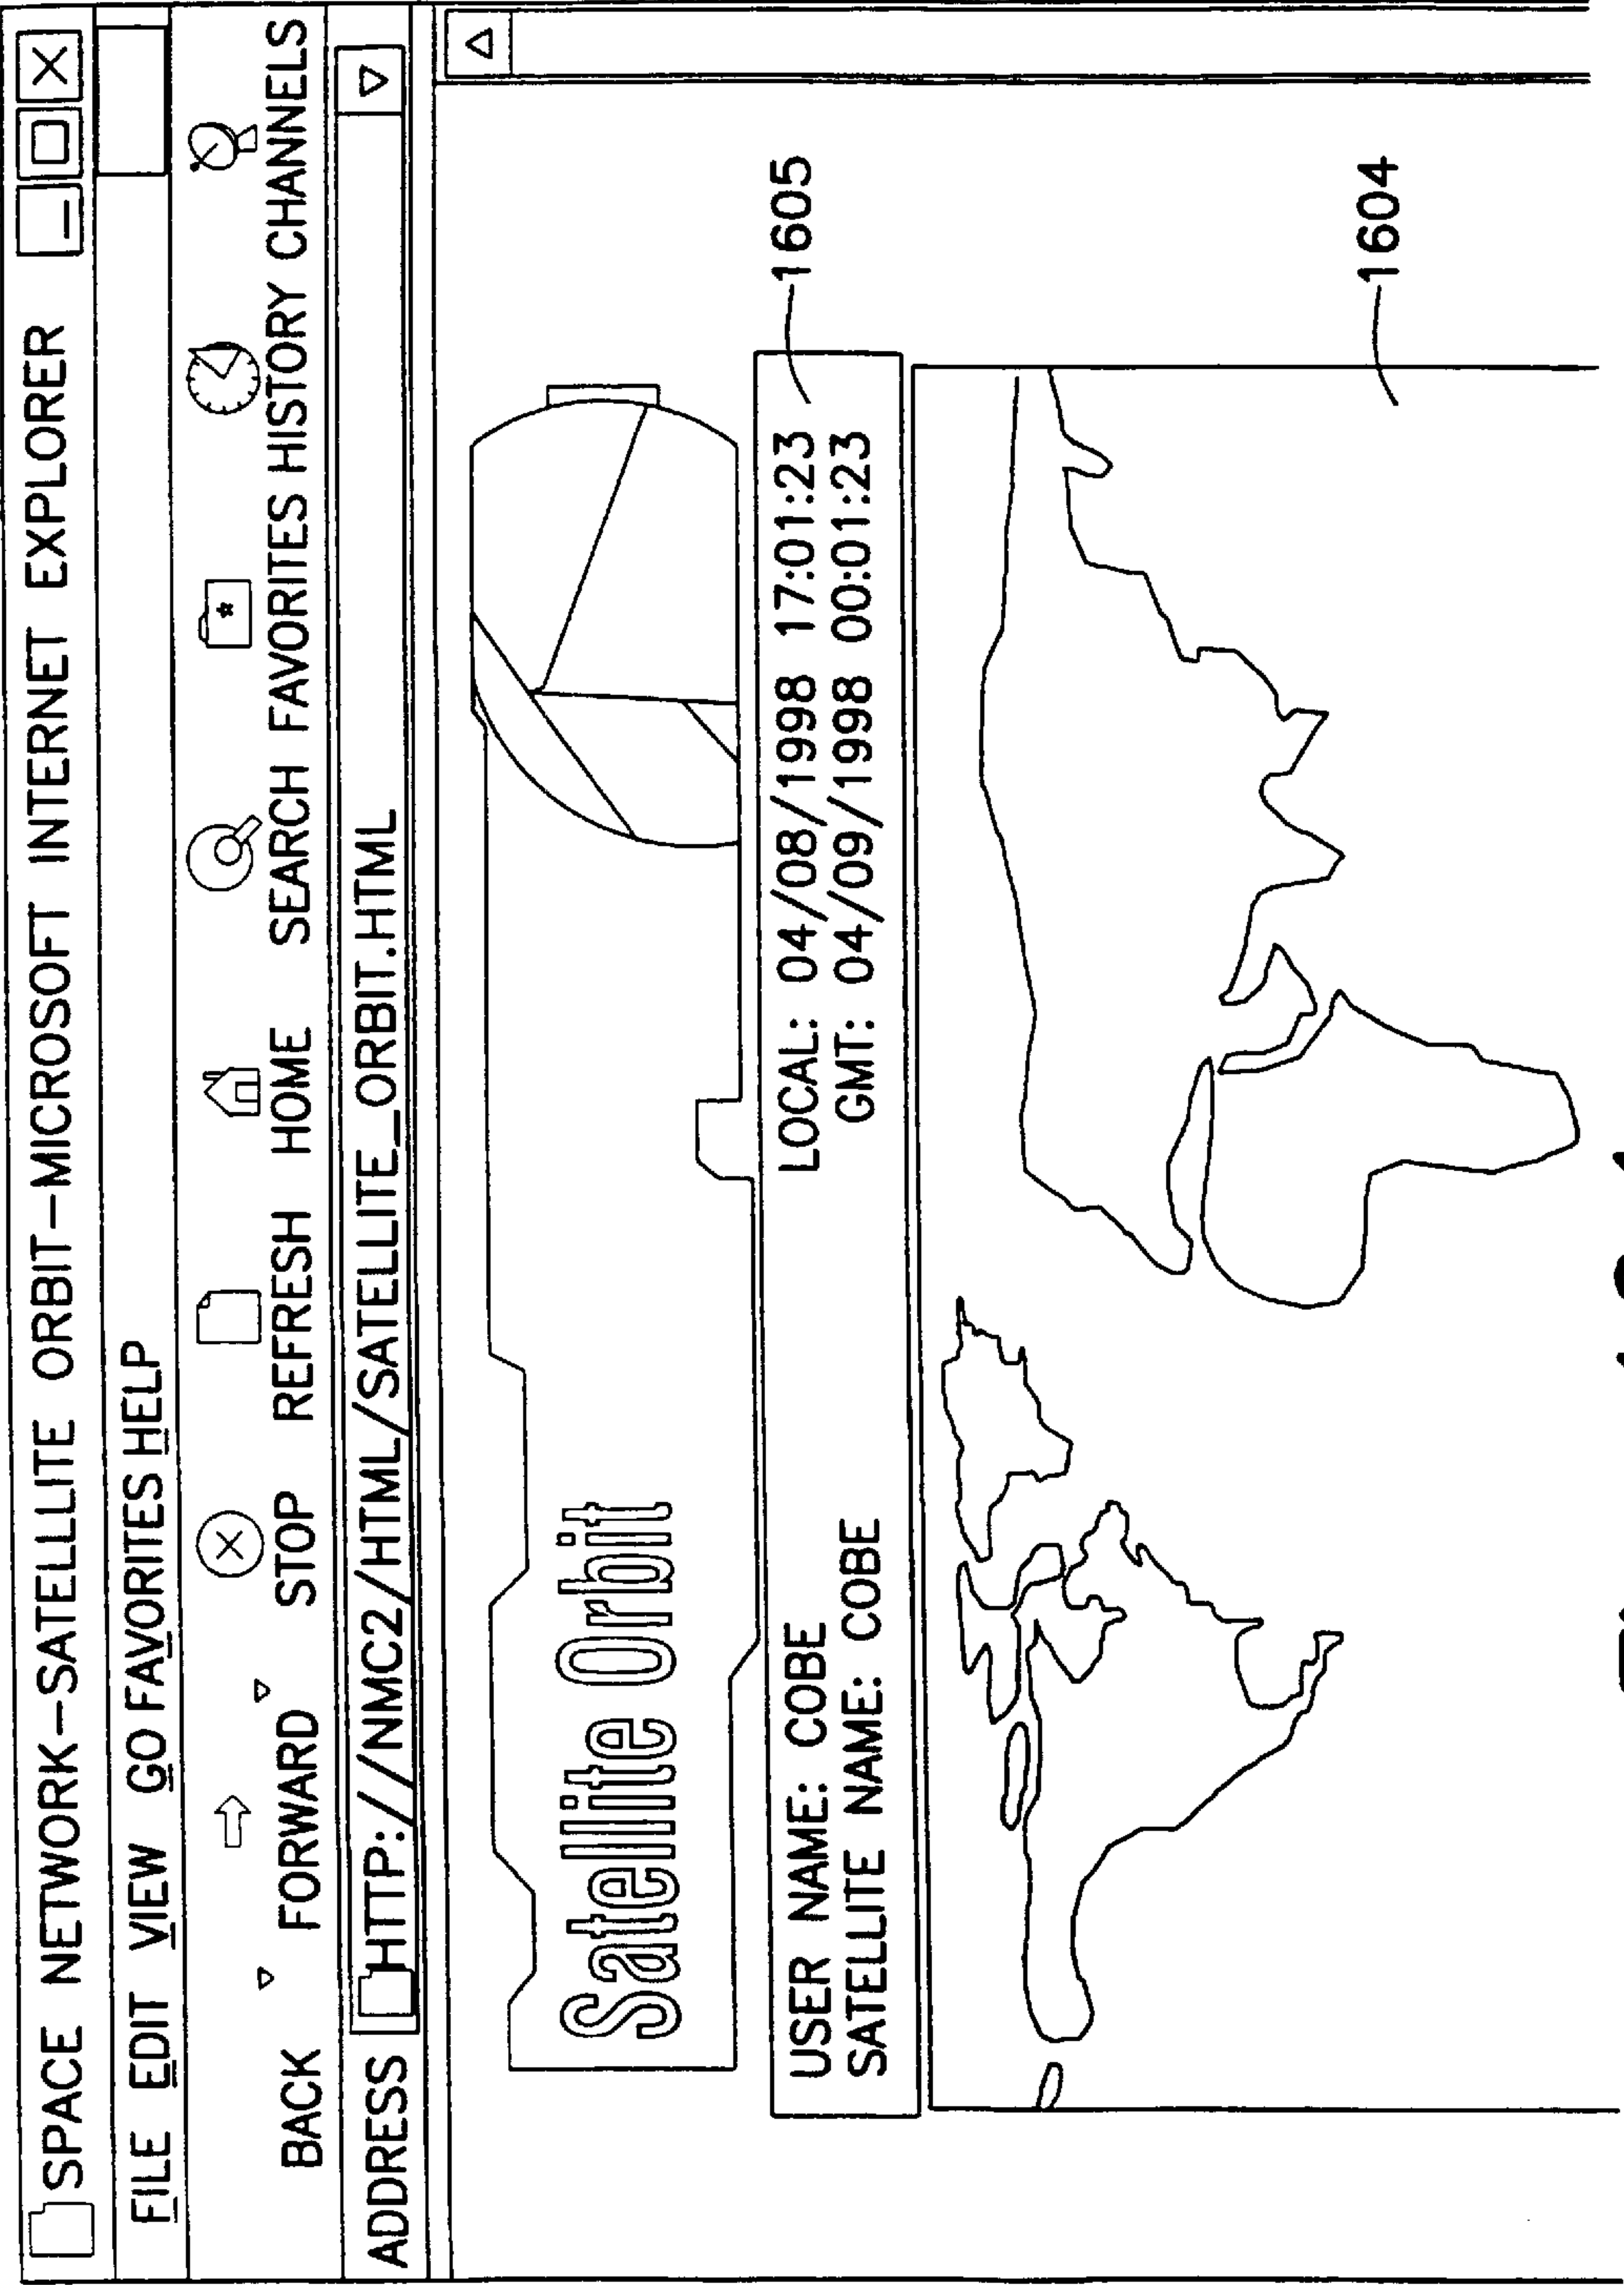 SPACE NETWORK-SATELLLITE ORBIT-MICROSOFT INTERNET EXPLORER
FILE EDIT VIEW GO FAVORITES HELP
BACK FORWARD STOP REFRESH HOME SEARCH FAVORITES HISTORY CHANNELS
ADDRESS HTTP://NMC2/HTML/SATELLITE_ORBIT.HTML
Satellite Orbit
USER NAME: COBE LOCAL: 04/08/1998 17:01:23
SATELLITE NAME: COBE GMT: 04/09/1998 00:01:23
1605
1604